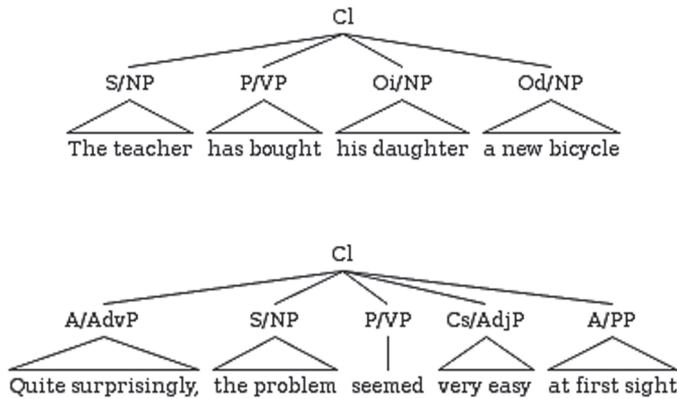 Cl
S/NP P/VP Oi/NP Od/NP
The teacher has bought his daughter a new bicycle
Cl
A/AdvP S/NP P/VP Cs/AdjP A/PP
Quite surprisingly, the problem seemed very easy at first sight